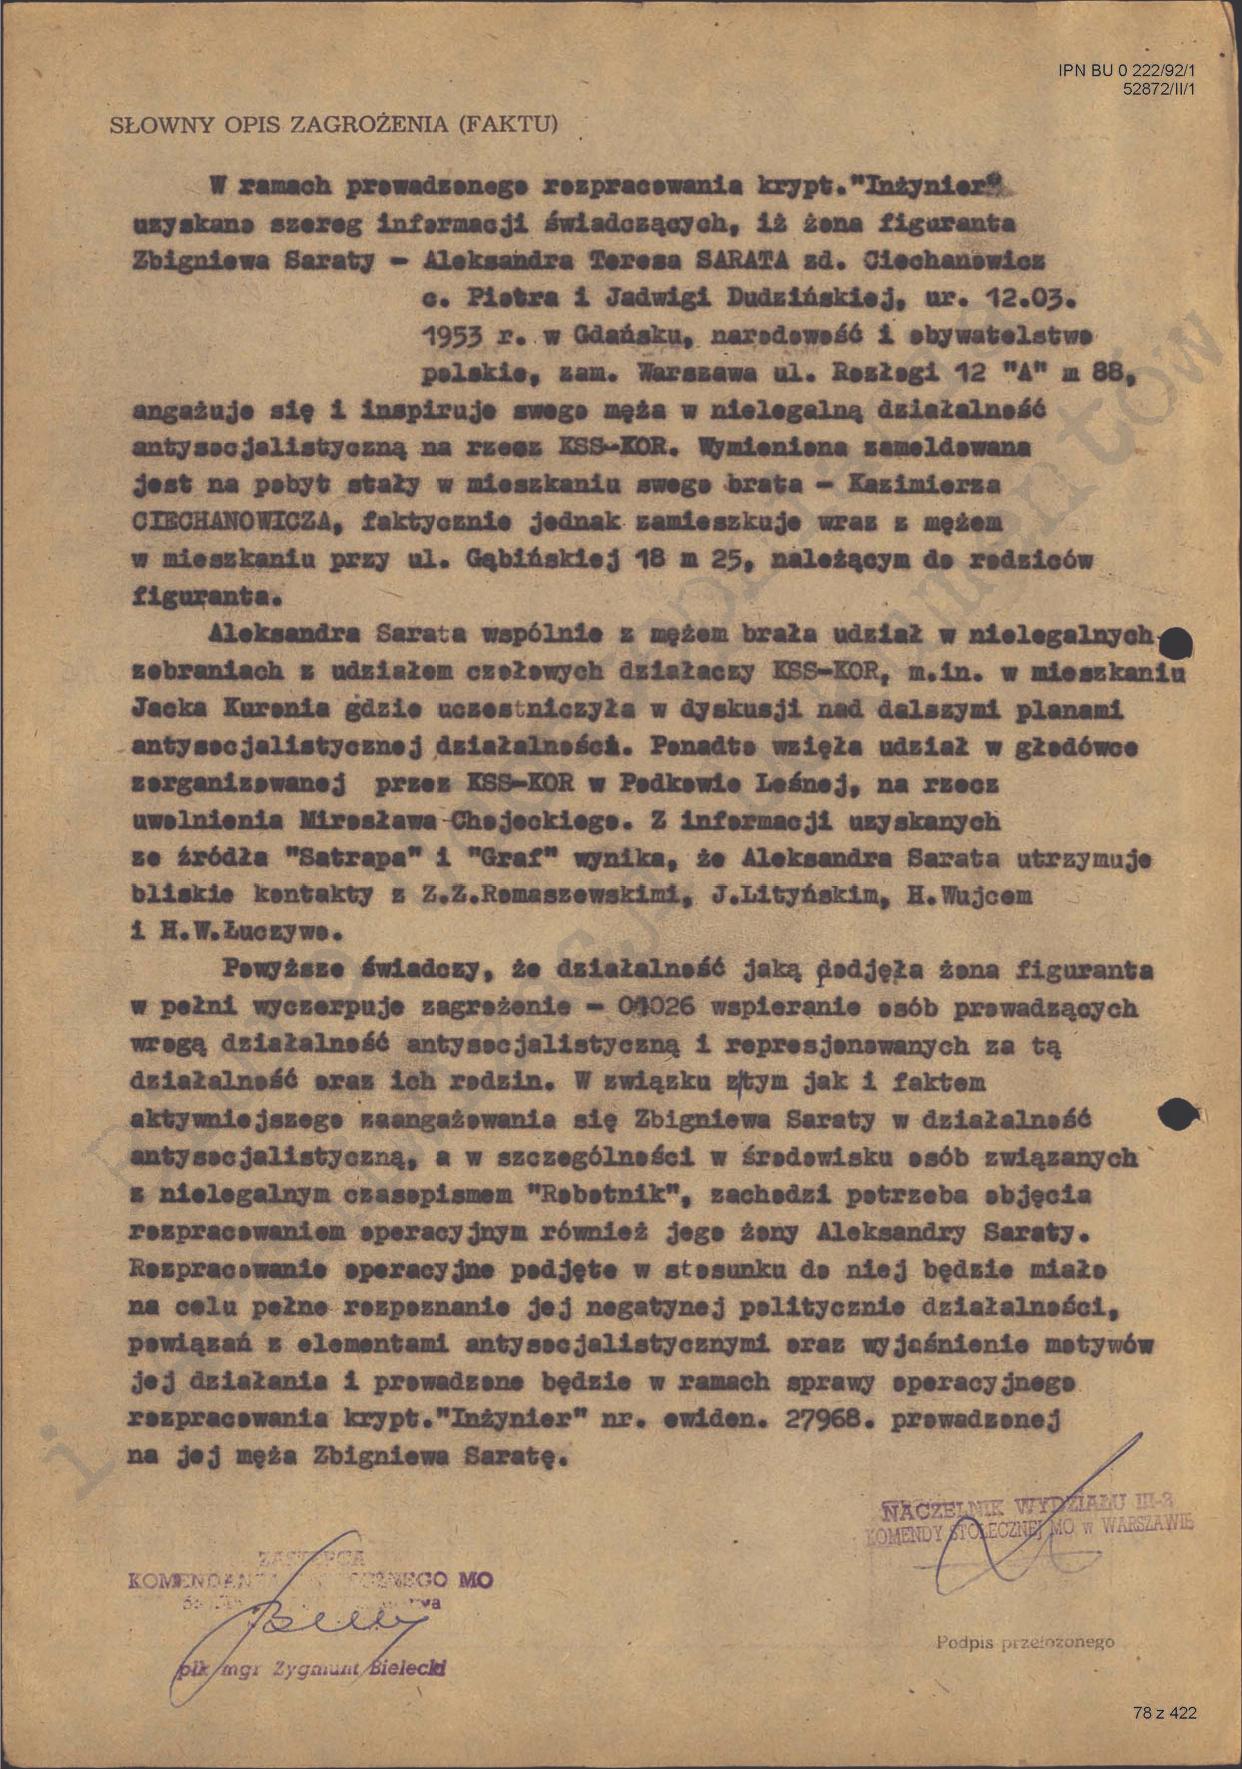 IPN BU 0 222/92/1
52872/II/1
SŁOWNY OPIS ZAGROŻENIA (FAKTU)
W ramach prowadzonego rozpracowania krypt."Inżynier"
uzyskano szereg informacji świadczących, iż żona figuranta
Zbigniewa Saraty - Aleksandra Teresa SARATA zd. Ciechanowicz
c. Piotra i Jadwigi Dudzińskiej, ur. 12.03.
1953 r. w Gdańsku, narodowość i obywatelstwo
polskie, zam. Warszawa ul. Rozłogi 12 "A" m 88,
angażuje się i inspiruje swego męża w nielegalną działalność
antysocjalistyczną na rzecz KSS-KOR. Wymieniona zameldowana
jest na pobyt stały w mieszkaniu swego brata - Kazimierza
CIECHANOWICZA, faktycznie jednak zamieszkuje wraz z mężem
w mieszkaniu przy ul. Gąbińskiej 18 m 25, należącym do rodziców
figuranta.
Aleksandra Sarata wspólnie z mężem brała udział w nielegalnych
zebraniach z udziałem czołowych działaczy KSS-KOR, m.in. w mieszkaniu
Jacka Kuronia gdzie uczestniczyła w dyskusji nad dalszymi planami
antysocjalistycznej działalności. Ponadto wzięła udział w głodówce
zorganizowanej przez KSS-KOR w Podkowie Leśnej, na rzecz
uwolnienia Mirosława Chojeckiego. Z informacji uzyskanych
ze źródła "Satrapa" i "Graf" wynika, że Aleksandra Sarata utrzymuje
bliskie kontakty z Z.Z.Romaszewskimi, J.Lityńskim, H.Wujcem
i H.W.Łuczywo.
Powyższe świadczy, że działalność jaką podjęła żona figuranta
w pełni wyczerpuje zagrożenie - 04026 wspieranie osób prowadzących
wrogą działalność antysocjalistyczną i represjonowanych za tą
działalność oraz ich rodzin. W związku z tym jak i faktem
aktywniejszego zaangażowania się Zbigniewa Saraty w działalność
antysocjalistyczną, a w szczególności w środowisku osób związanych
z nielegalnym czasopismem "Robotnik", zachodzi potrzeba objęcia
rozpracowaniem operacyjnym również jego żony Aleksandry Saraty.
Rozpracowanie operacyjne podjęte w stosunku do niej będzie miało
na celu pełne rozpoznanie jej negatynej politycznie działalności,
powiązań z elementami antysocjalistycznymi oraz wyjaśnienie motywów
jej działania i prowadzone będzie w ramach sprawy operacyjnego
rozpracowania krypt."Inżynier" nr. ewiden. 27968. prowadzonej
na jej męża Zbigniewa Saratę.
NACZELNIK WYDZIAŁU III-2
KOMENDY STOŁECZNEJ MO w WARSZAWIE
ZASTĘPCA
KOMENDANTA STOŁECZNEGO MO
płk mgr Zygmunt Bielecki
Podpis przełożonego
78 z 422